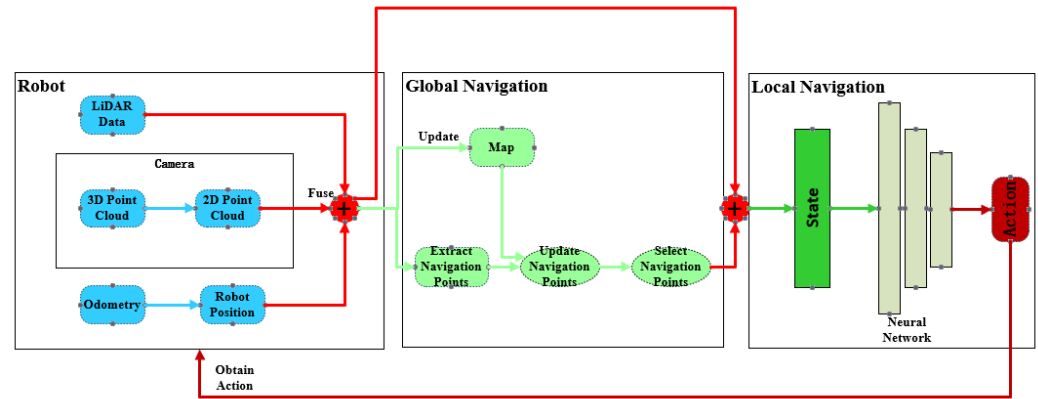 Robot
LiDAR
Data
Camera
3D Point
Cloud
2D Point
Cloud
Fuse
+
Odometry
Robot
Position
Obtain
Action
Global Navigation
Update
Map
Extract
Navigation
Points
Update
Navigation
Points
Select
Navigation
Points
+
Local Navigation
State
Neural
Network
Action